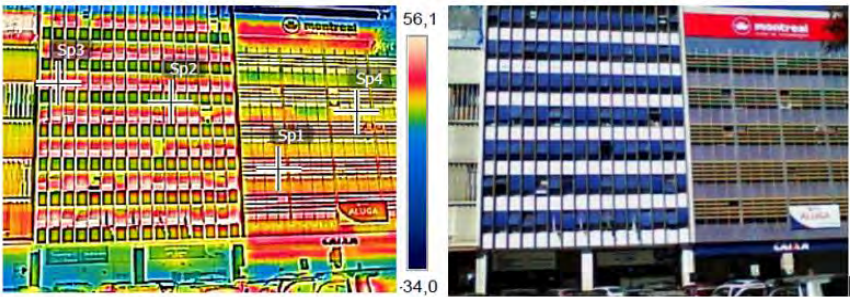 montreal
Sp3
Sp2
Sp4
Sp1
ALUGA
CAIXA
56,1
-34,0
montreal
ALUGA
CAIXA